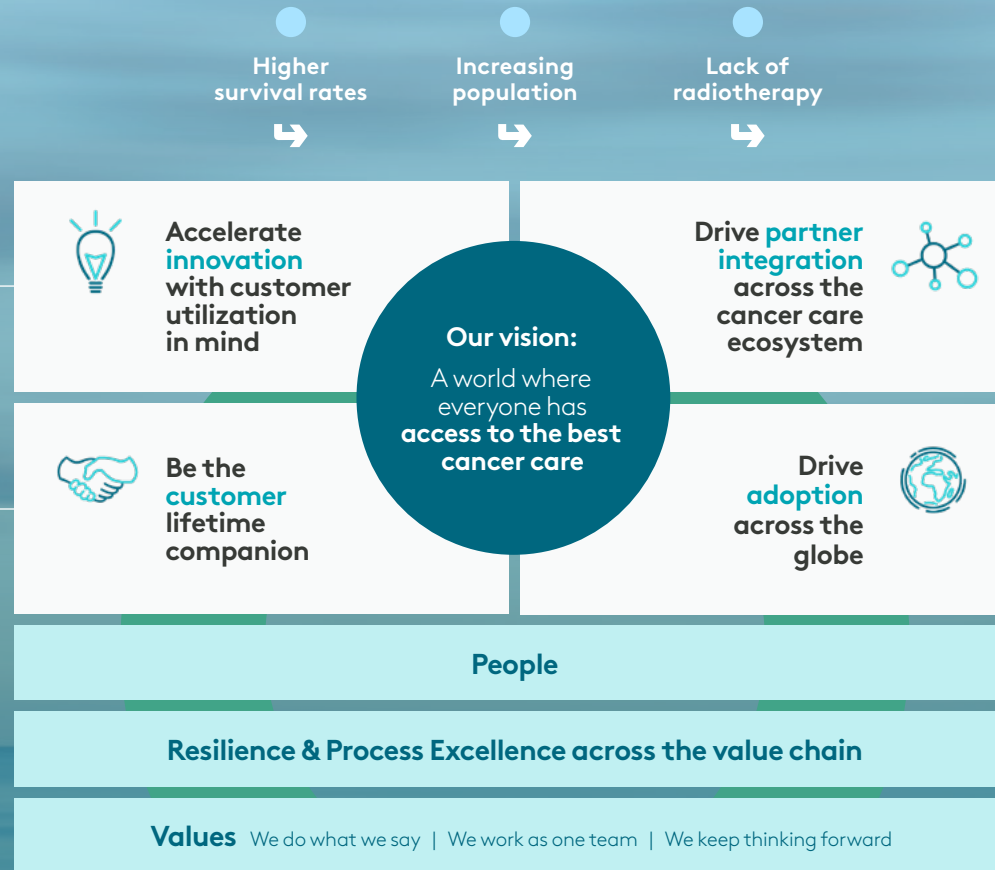 Higher
survival rates
Increasing
population
Lack of
radiotherapy
Accelerate
innovation
with customer
utilization
in mind
Drive partner
integration
across the
cancer care
ecosystem
Our vision:
A world where
everyone has
access to the best
cancer care
Be the
customer
lifetime
companion
Drive
adoption
across the
globe
People
Resilience & Process Excellence across the value chain
Values We do what we say | We work as one team | We keep thinking forward